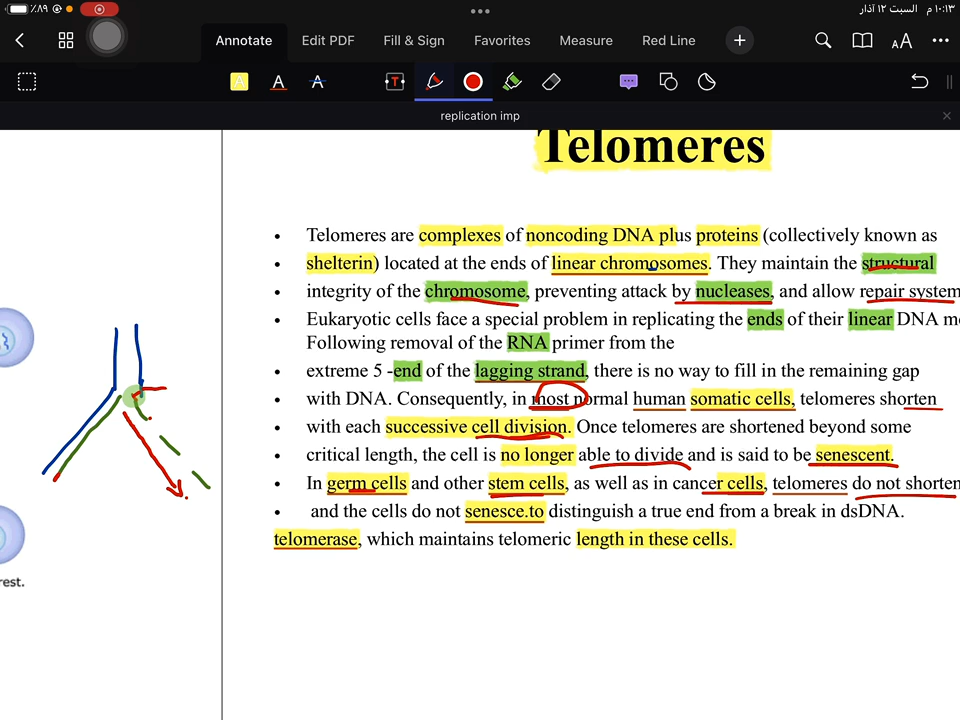 ٪٨٩
١٠:١٣ م السبت ١٢ آذار
Annotate Edit PDF Fill & Sign Favorites Measure Red Line
A A A T AA
replication imp
Telomeres
• Telomeres are complexes of noncoding DNA plus proteins (collectively known as
• shelterin) located at the ends of linear chromosomes. They maintain the structural
• integrity of the chromosome, preventing attack by nucleases, and allow repair system
• Eukaryotic cells face a special problem in replicating the ends of their linear DNA
Following removal of the RNA primer from the
• extreme 5 -end of the lagging strand, there is no way to fill in the remaining gap
• with DNA. Consequently, in most normal human somatic cells, telomeres shorten
• with each successive cell division. Once telomeres are shortened beyond some
• critical length, the cell is no longer able to divide and is said to be senescent.
• In germ cells and other stem cells, as well as in cancer cells, telomeres do not shorten
• and the cells do not senesce.to distinguish a true end from a break in dsDNA.
telomerase, which maintains telomeric length in these cells.
rest.